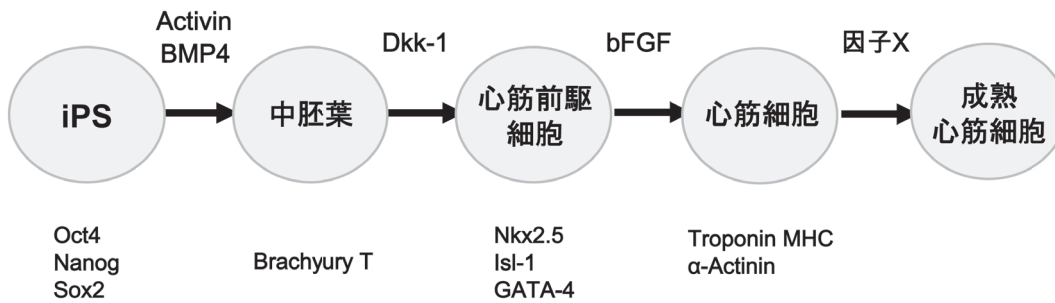 Activin
BMP4
Dkk-1
bFGF
因子X
iPS
中胚葉
心筋前駆
細胞
心筋細胞
成熟
心筋細胞
Oct4
Nanog
Sox2
Brachyury T
Nkx2.5
Isl-1
GATA-4
Troponin MHC
α-Actinin